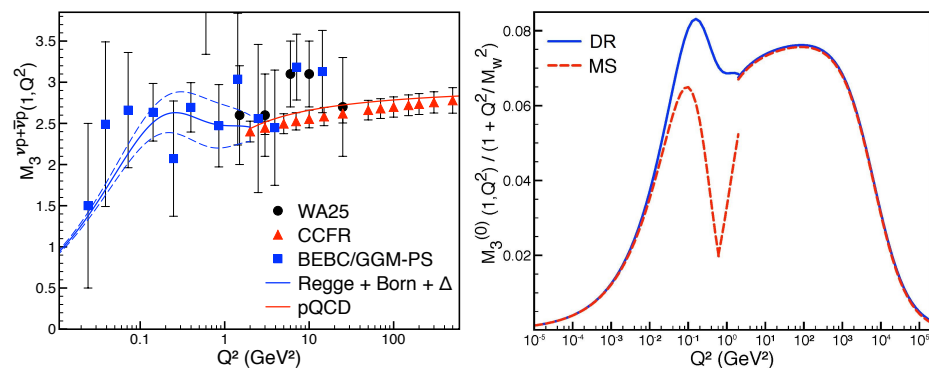 M₃^νp+ν̄p(1,Q²)
3.5
3
2.5
2
1.5
1
0.5
0
WA25
CCFR
BEBC/GGM-PS
Regge + Born + Δ
pQCD
0.1 1 10 100
Q² (GeV²)
M₃^(0) (1,Q²) / (1 + Q²/M_w²)
0.08
0.06
0.04
0.02
DR
MS
10⁻⁵ 10⁻⁴ 10⁻³ 10⁻² 10⁻¹ 10⁰ 10¹ 10² 10³ 10⁴ 10⁵
Q² (GeV²)